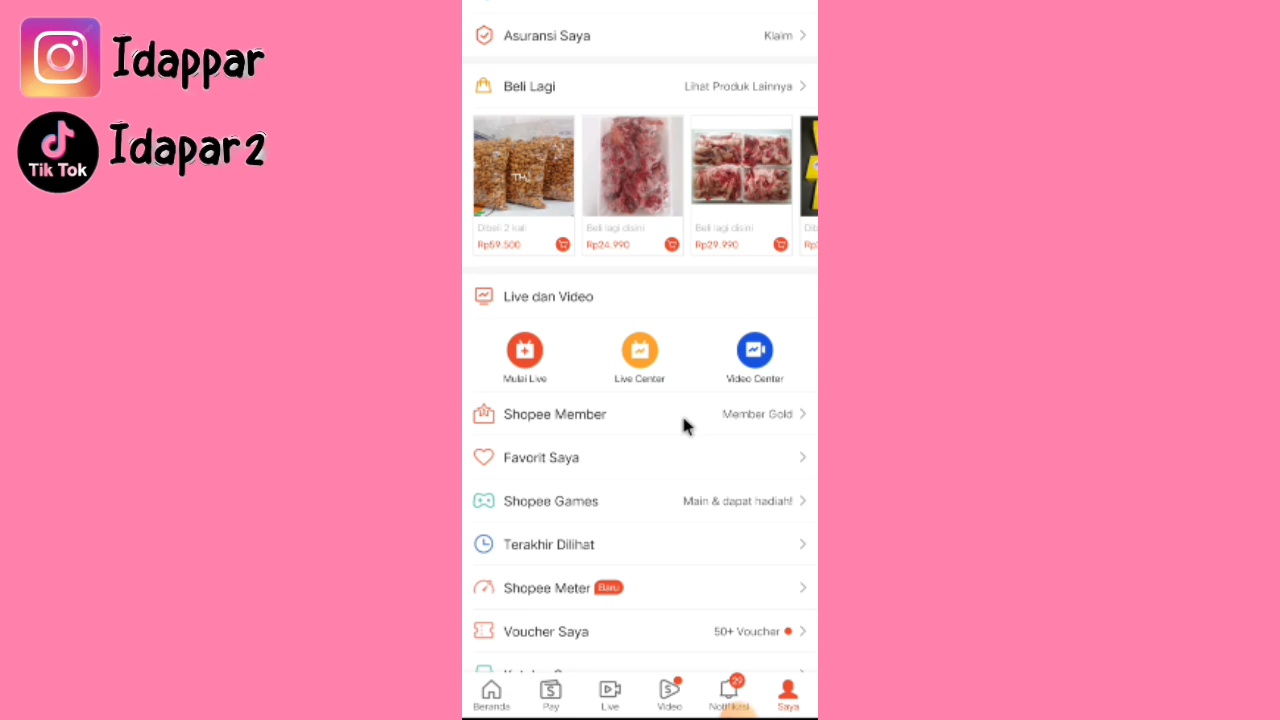 Idappar
Tik Tok
Idapar2
Asuransi Saya
Klaim
Beli Lagi
Lihat Produk Lainnya
Dibeli 2 kali
Rp59.500
Beli lagi disini
Rp24.990
Beli lagi disini
Rp29.990
Live dan Video
Mulai Live
Live Center
Video Center
Shopee Member
Member Gold
Favorit Saya
Shopee Games
Main & dapat hadiah!
Terakhir Dilihat
Shopee Meter
Baru
Voucher Saya
50+ Voucher
Beranda
Pay
Live
Video
29
Notifikasi
Saya